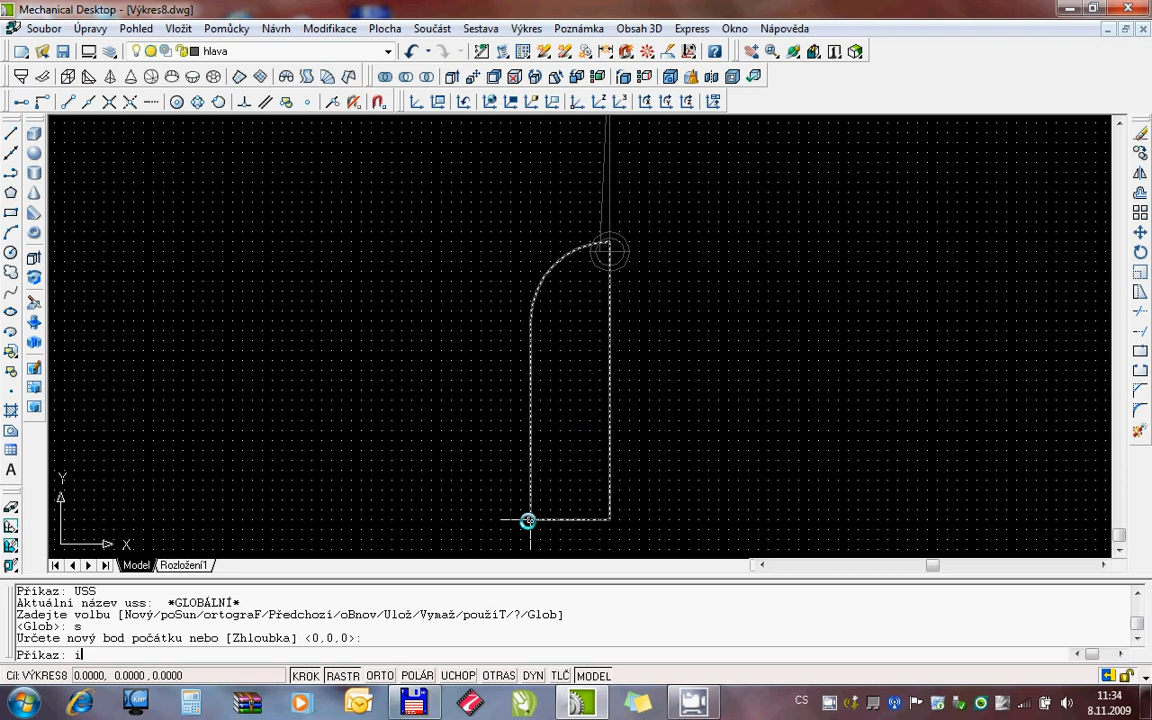 Mechanical Desktop - [Výkres8.dwg]
Soubor Úpravy Pohled Vložit Pomůcky Návrh Modifikace Plocha Součást Sestava Výkres Poznámka Obsah 3D Express Okno Nápověda
hlava
A
Y
X
Model Rozložení1
Příkaz: USS
Aktuální název uss: *GLOBÁLNÍ*
Zadejte volbu [Nový/poSun/ortograF/Předchozí/oBnov/Ulož/Vymaž/použíT/?/Glob]
<Glob>: s
Určete nový bod počátku nebo [Zhloubka] <0,0,0>:
Příkaz: i
Cíl: VÝKRES8 0.0000, 0.0000 , 0.0000 KROK RASTR ORTO POLÁR UCHOP OTRAS DYN TLČ MODEL
CS
11:34
8.11.2009